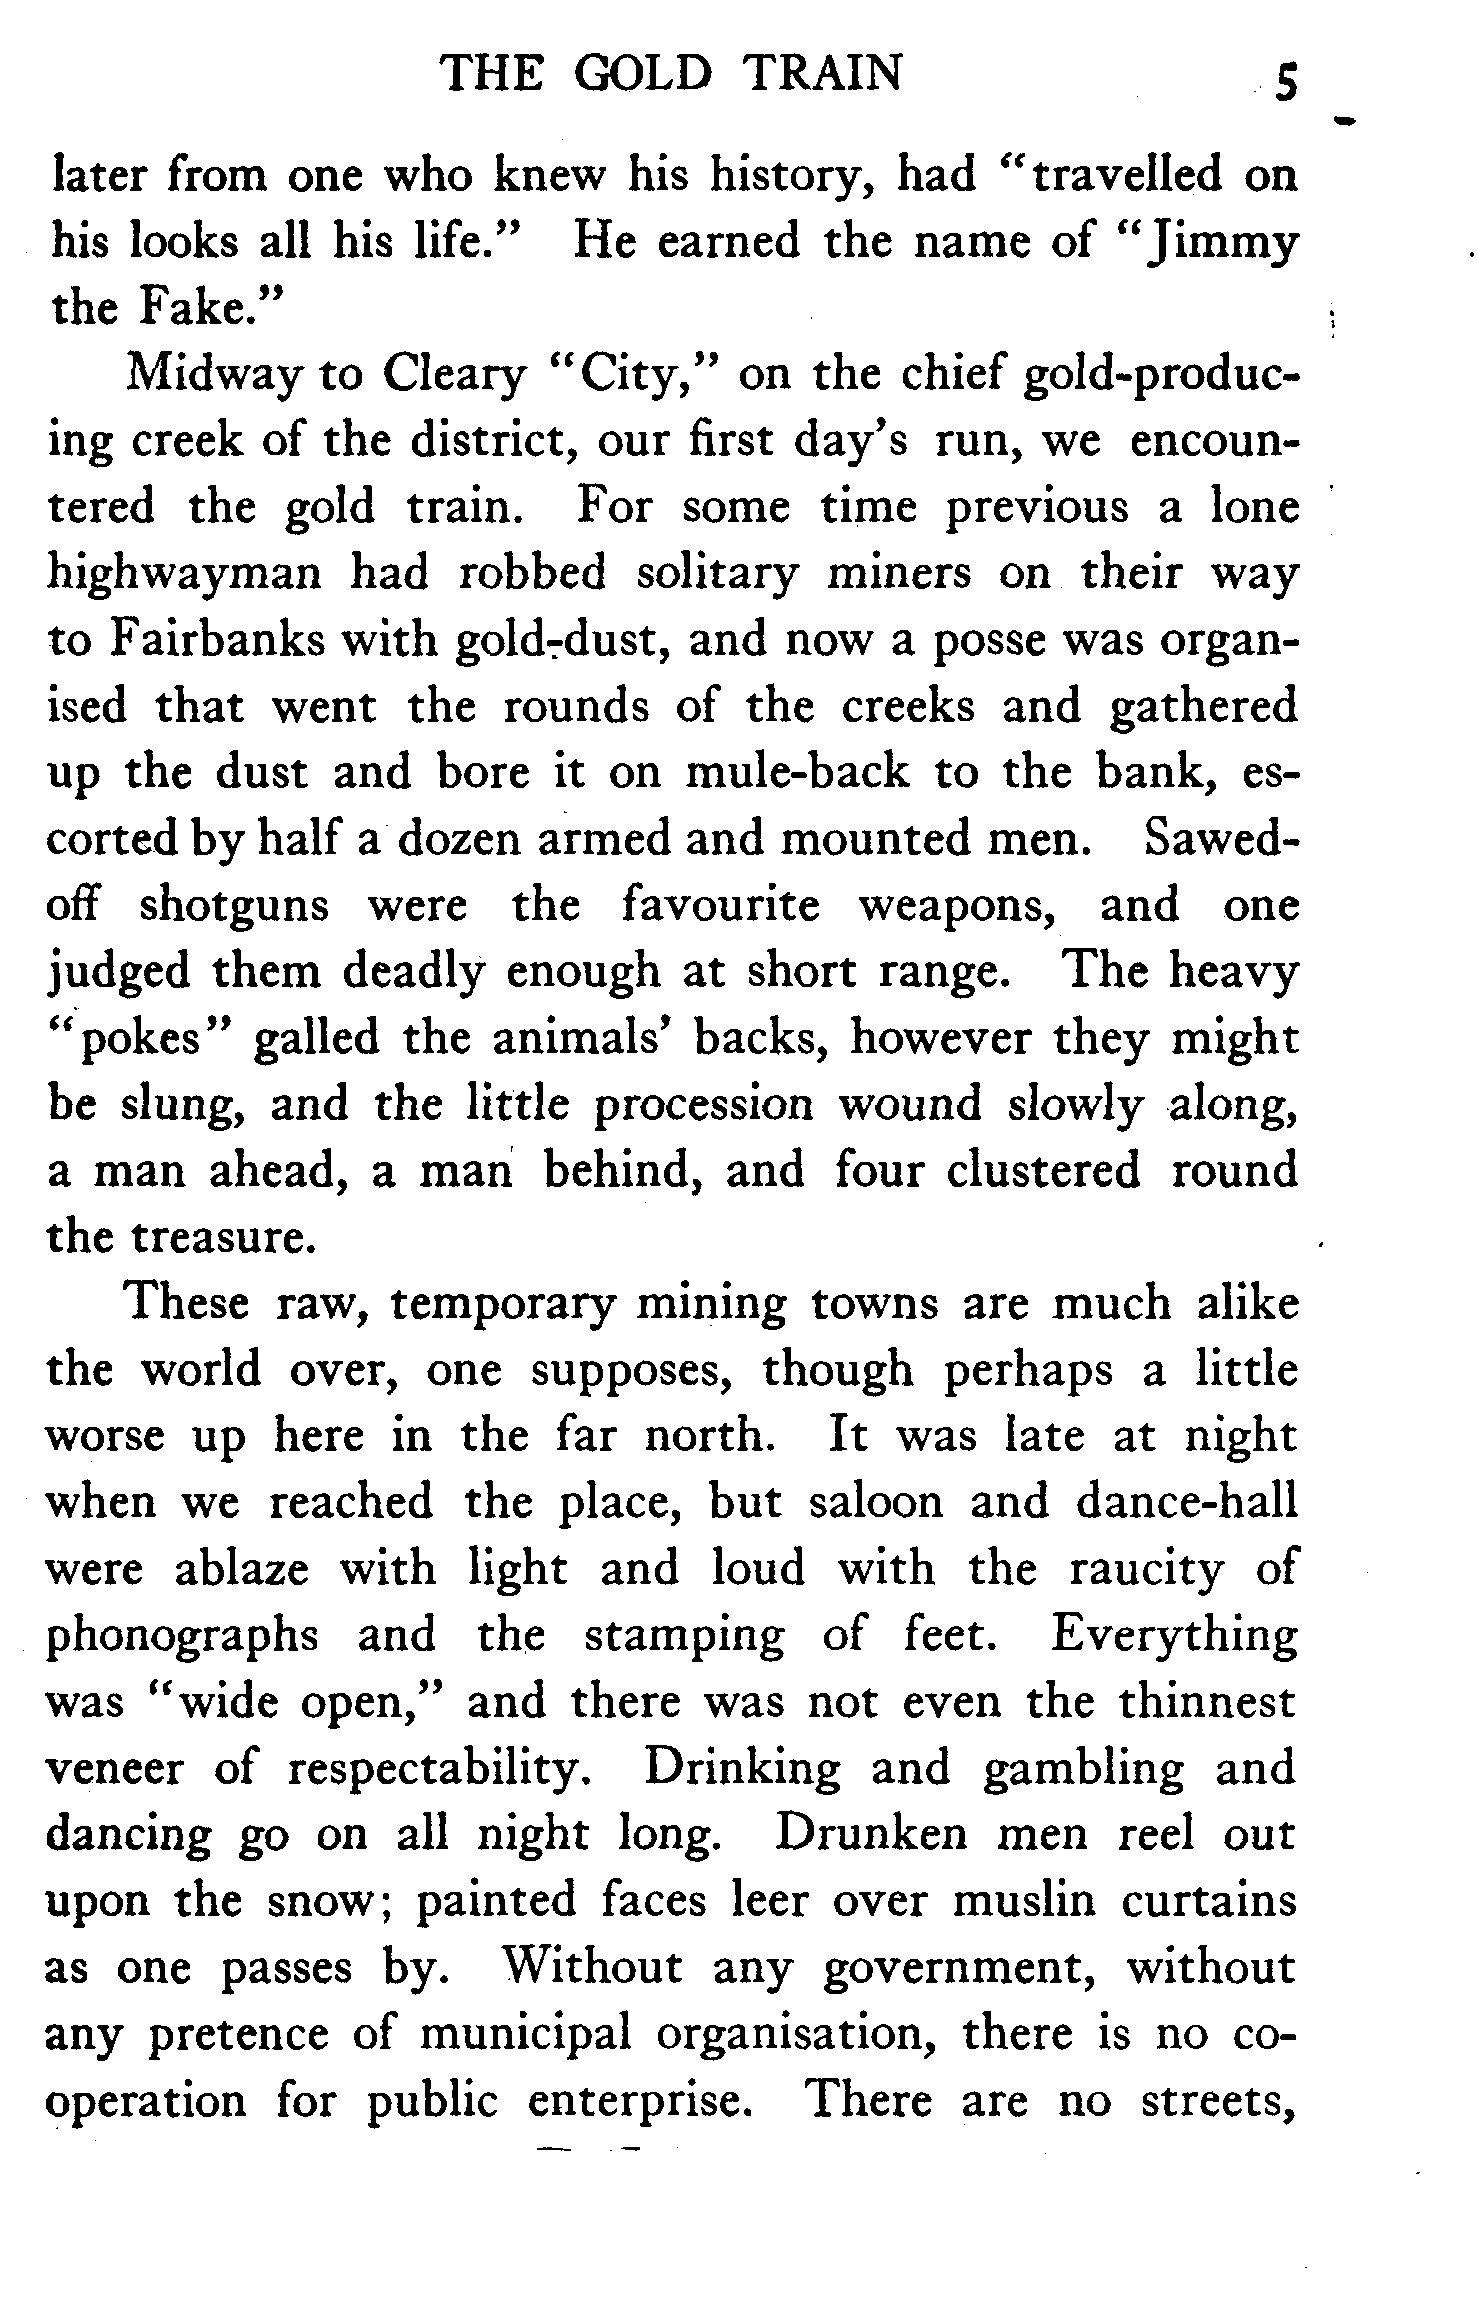 THE GOLD TRAIN 5
later from one who knew his history, had "travelled on
his looks all his life." He earned the name of "Jimmy
the Fake."
Midway to Cleary "City," on the chief gold-produc-
ing creek of the district, our first day's run, we encoun-
tered the gold train. For some time previous a lone
highwayman had robbed solitary miners on their way
to Fairbanks with gold-dust, and now a posse was organ-
ised that went the rounds of the creeks and gathered
up the dust and bore it on mule-back to the bank, es-
corted by half a dozen armed and mounted men. Sawed-
off shotguns were the favourite weapons, and one
judged them deadly enough at short range. The heavy
"pokes" galled the animals' backs, however they might
be slung, and the little procession wound slowly along,
a man ahead, a man behind, and four clustered round
the treasure.
These raw, temporary mining towns are much alike
the world over, one supposes, though perhaps a little
worse up here in the far north. It was late at night
when we reached the place, but saloon and dance-hall
were ablaze with light and loud with the raucity of
phonographs and the stamping of feet. Everything
was "wide open," and there was not even the thinnest
veneer of respectability. Drinking and gambling and
dancing go on all night long. Drunken men reel out
upon the snow; painted faces leer over muslin curtains
as one passes by. Without any government, without
any pretence of municipal organisation, there is no co-
operation for public enterprise. There are no streets,